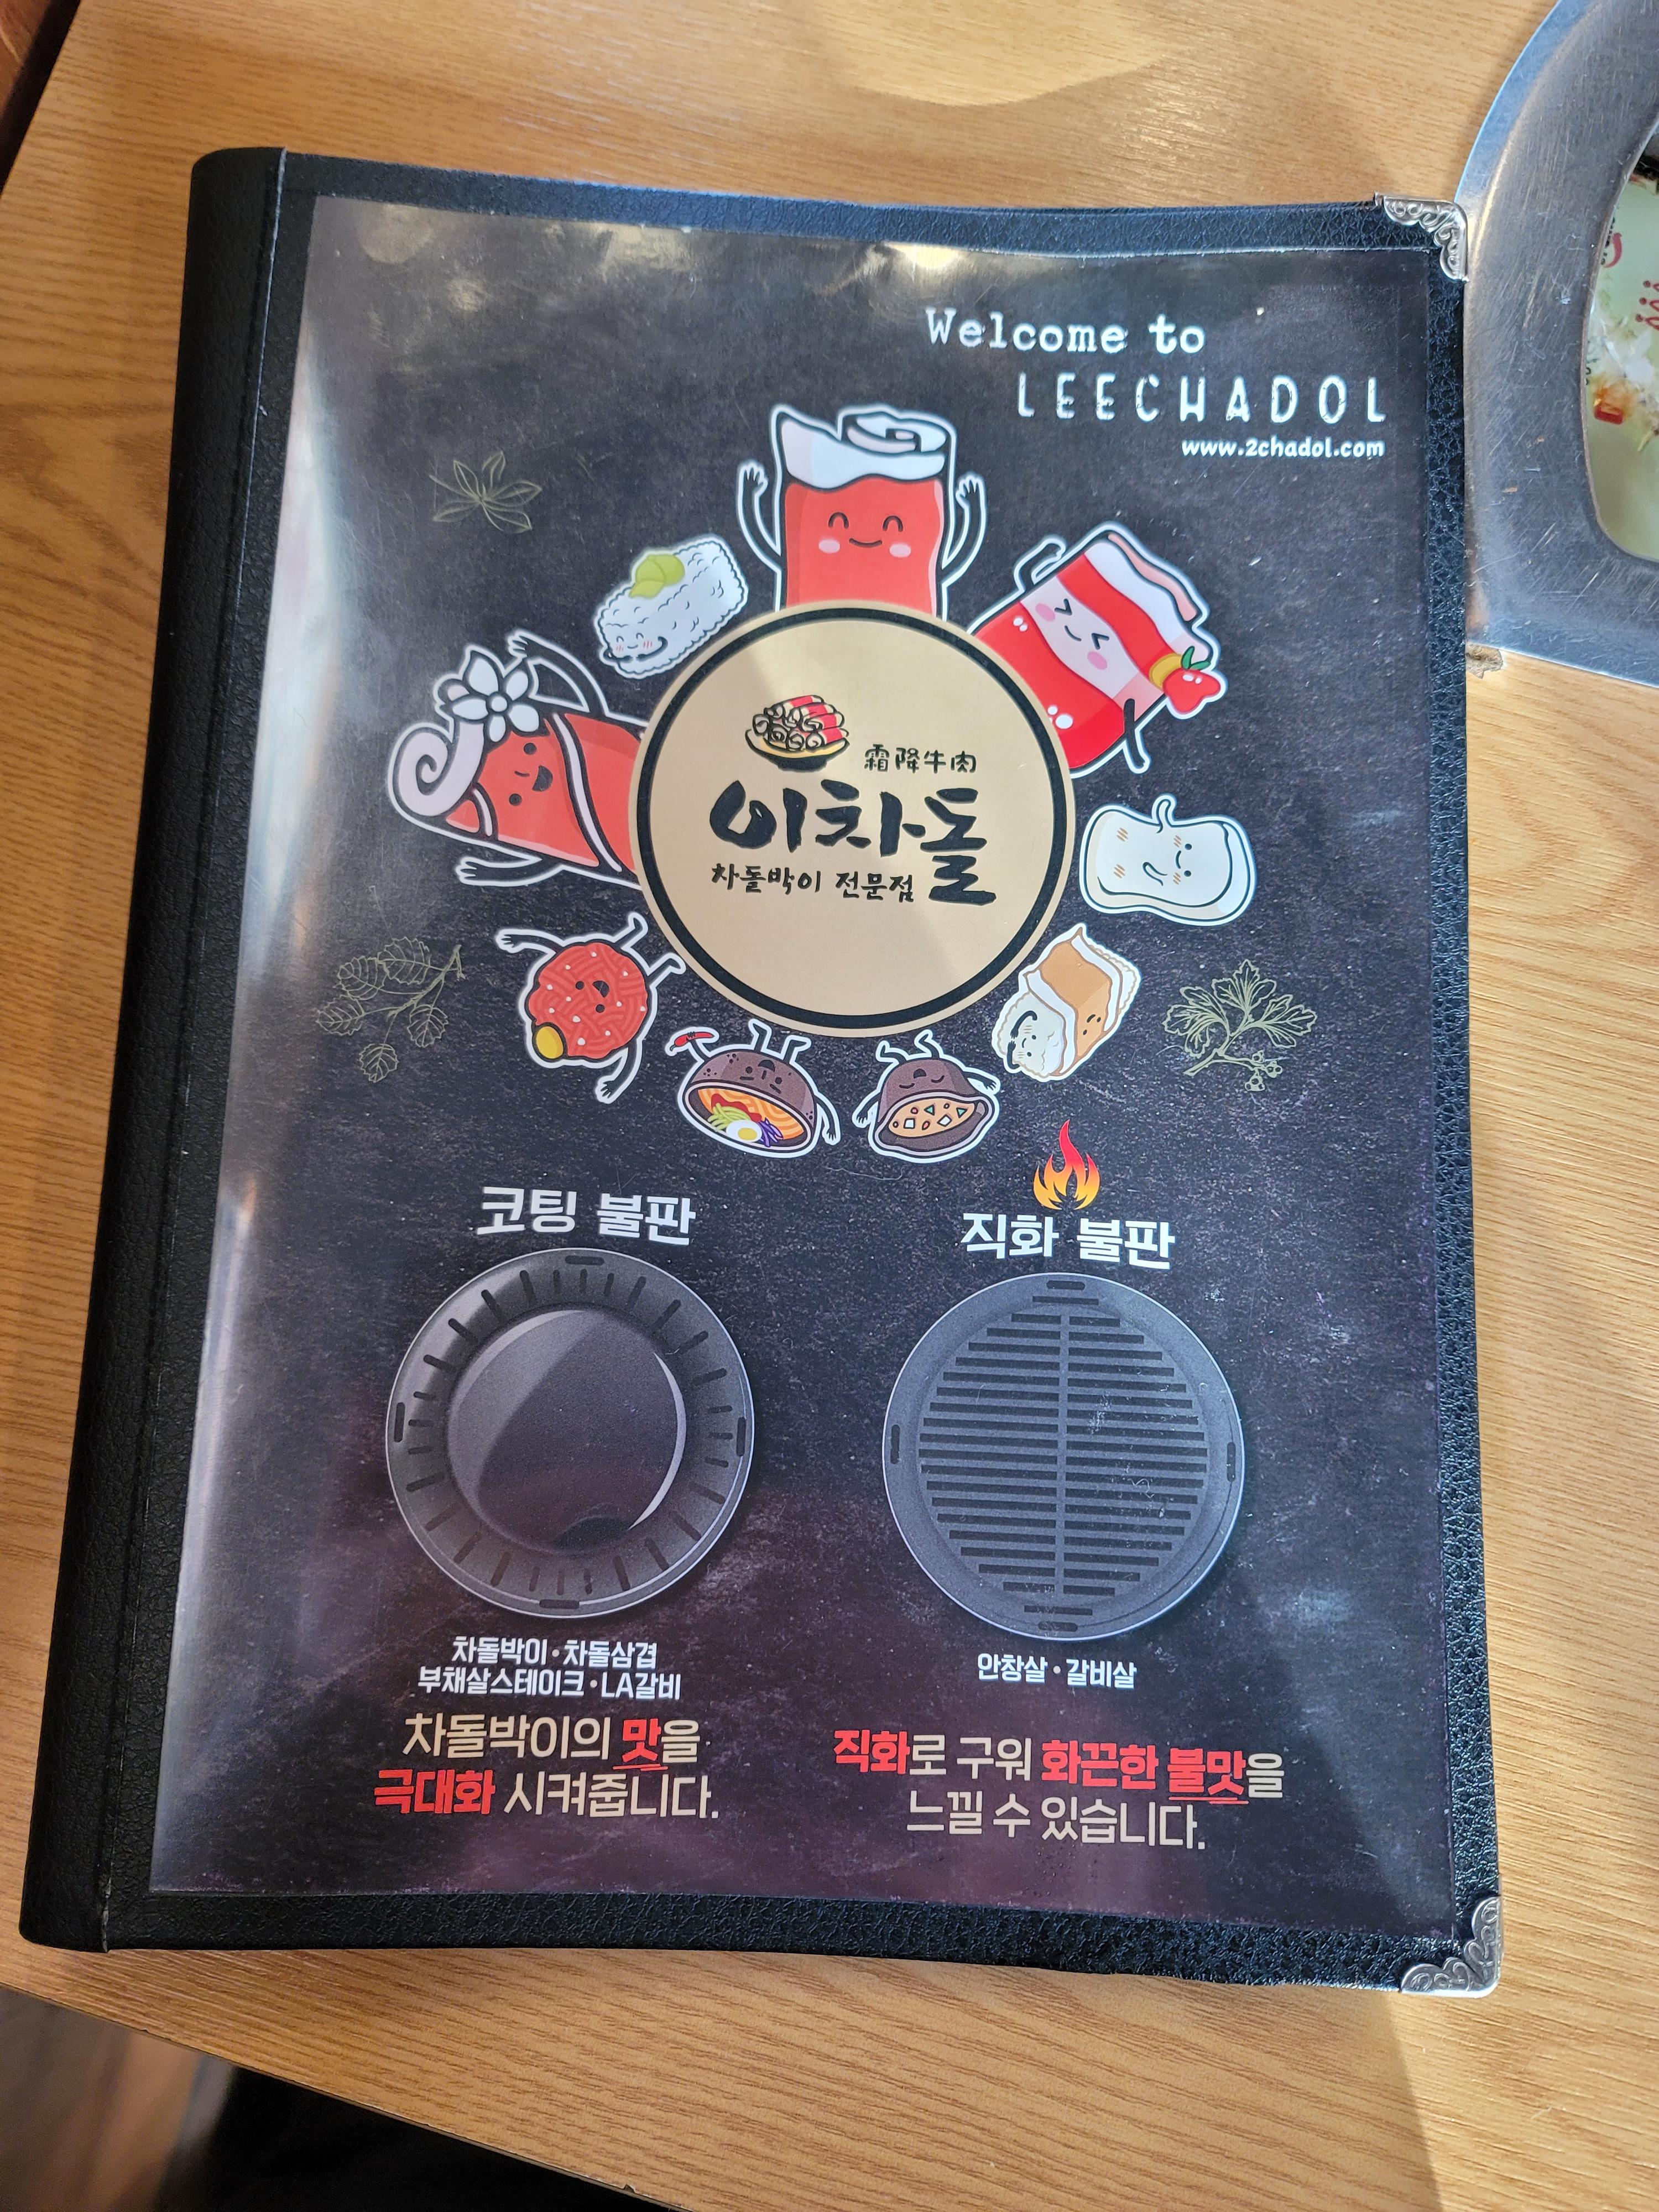 Welcome to
LEECHADOL
www.2chadol.com
霜降牛肉
이차돌
차돌박이 전문점
코팅 불판
직화 불판
차돌박이·차돌삼겹
부채살스테이크·LA갈비
안창살·갈비살
차돌박이의 맛을
극대화 시켜줍니다.
직화로 구워 화끈한 불맛을
느낄 수 있습니다.